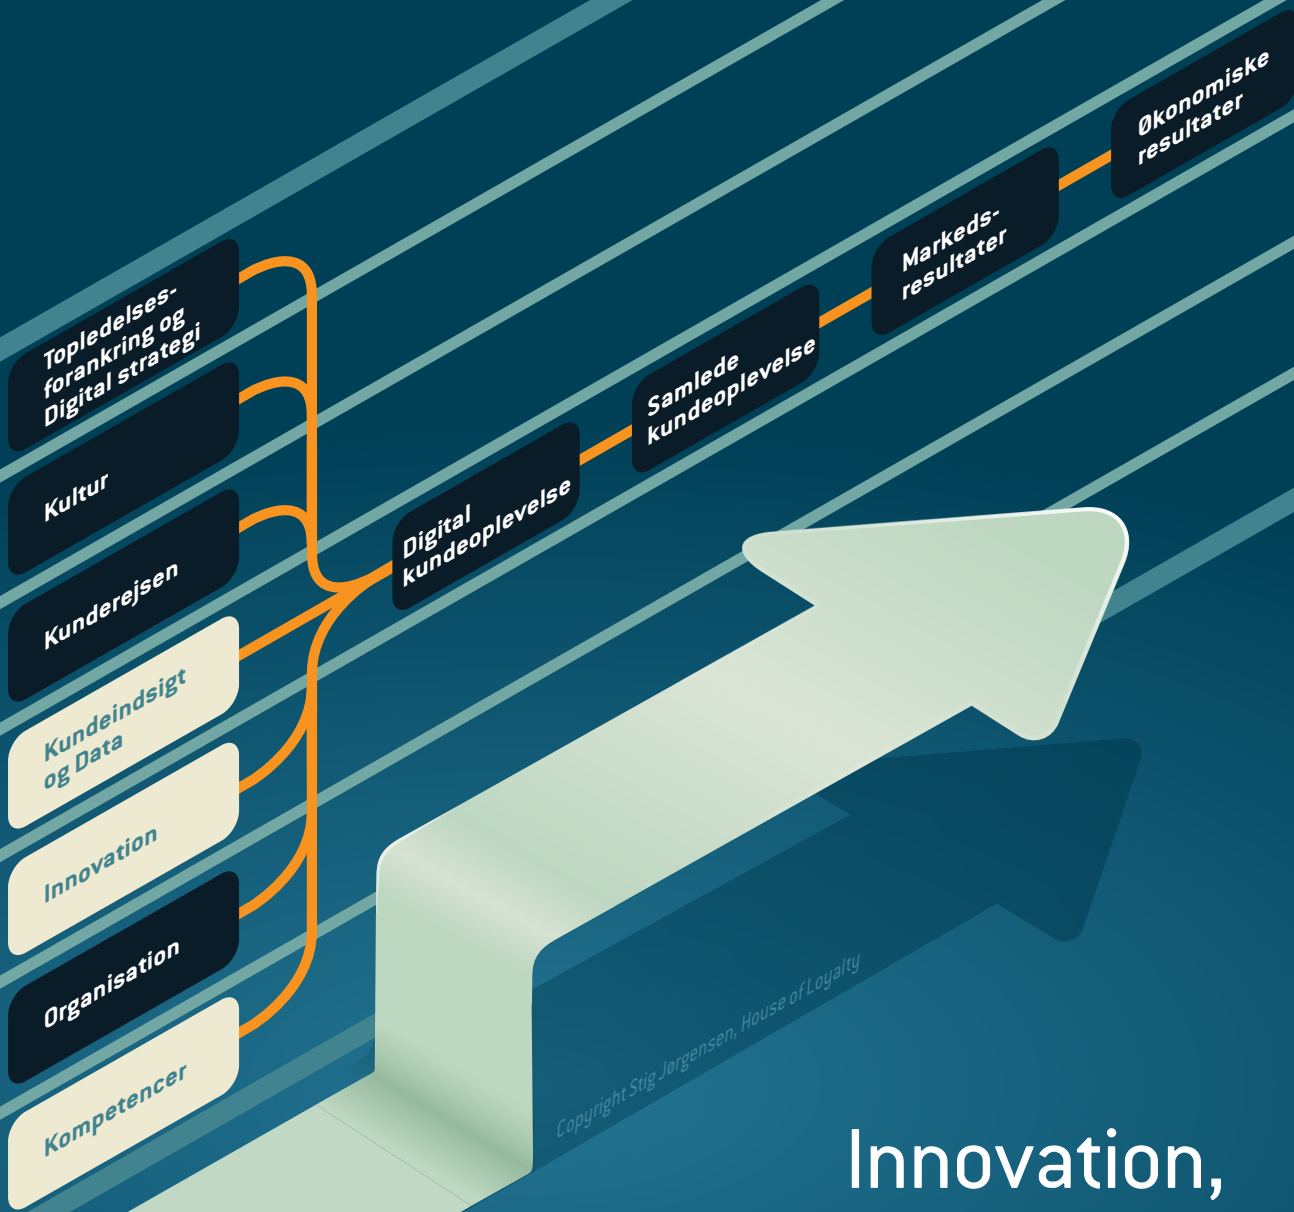 Økonomiske
resultater
Markeds-
resultater
Samlede
kundeoplevelse
Digital
kundeoplevelse
Topledelses-
forankring og
Digital strategi
Kultur
Kunderejsen
Kundeindsigt
og Data
Innovation
Organisation
Kompetencer
Copyright Stig Jørgensen, House of Loyalty
Innovation,